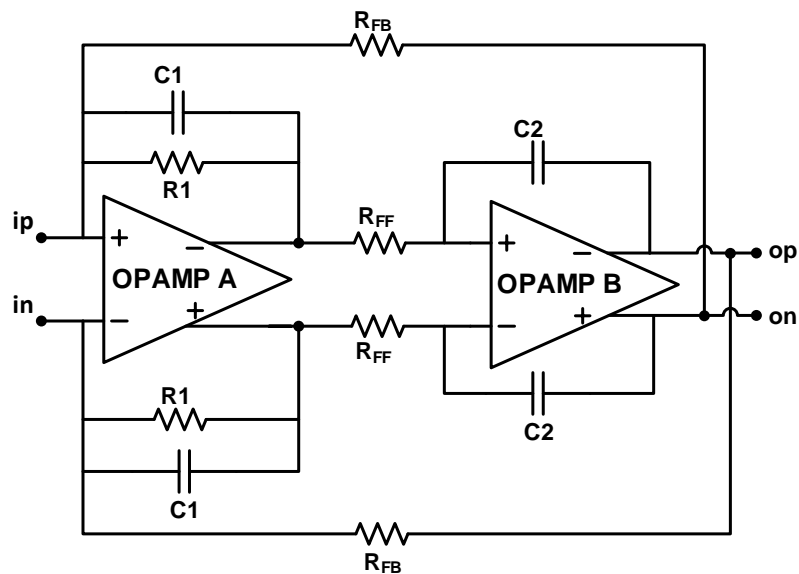 RFB
C1
R1
ip
+
−
RFF
C2
+
−
op
OPAMP A
OPAMP B
in
−
+
RFF
−
+
on
R1
C2
C1
RFB